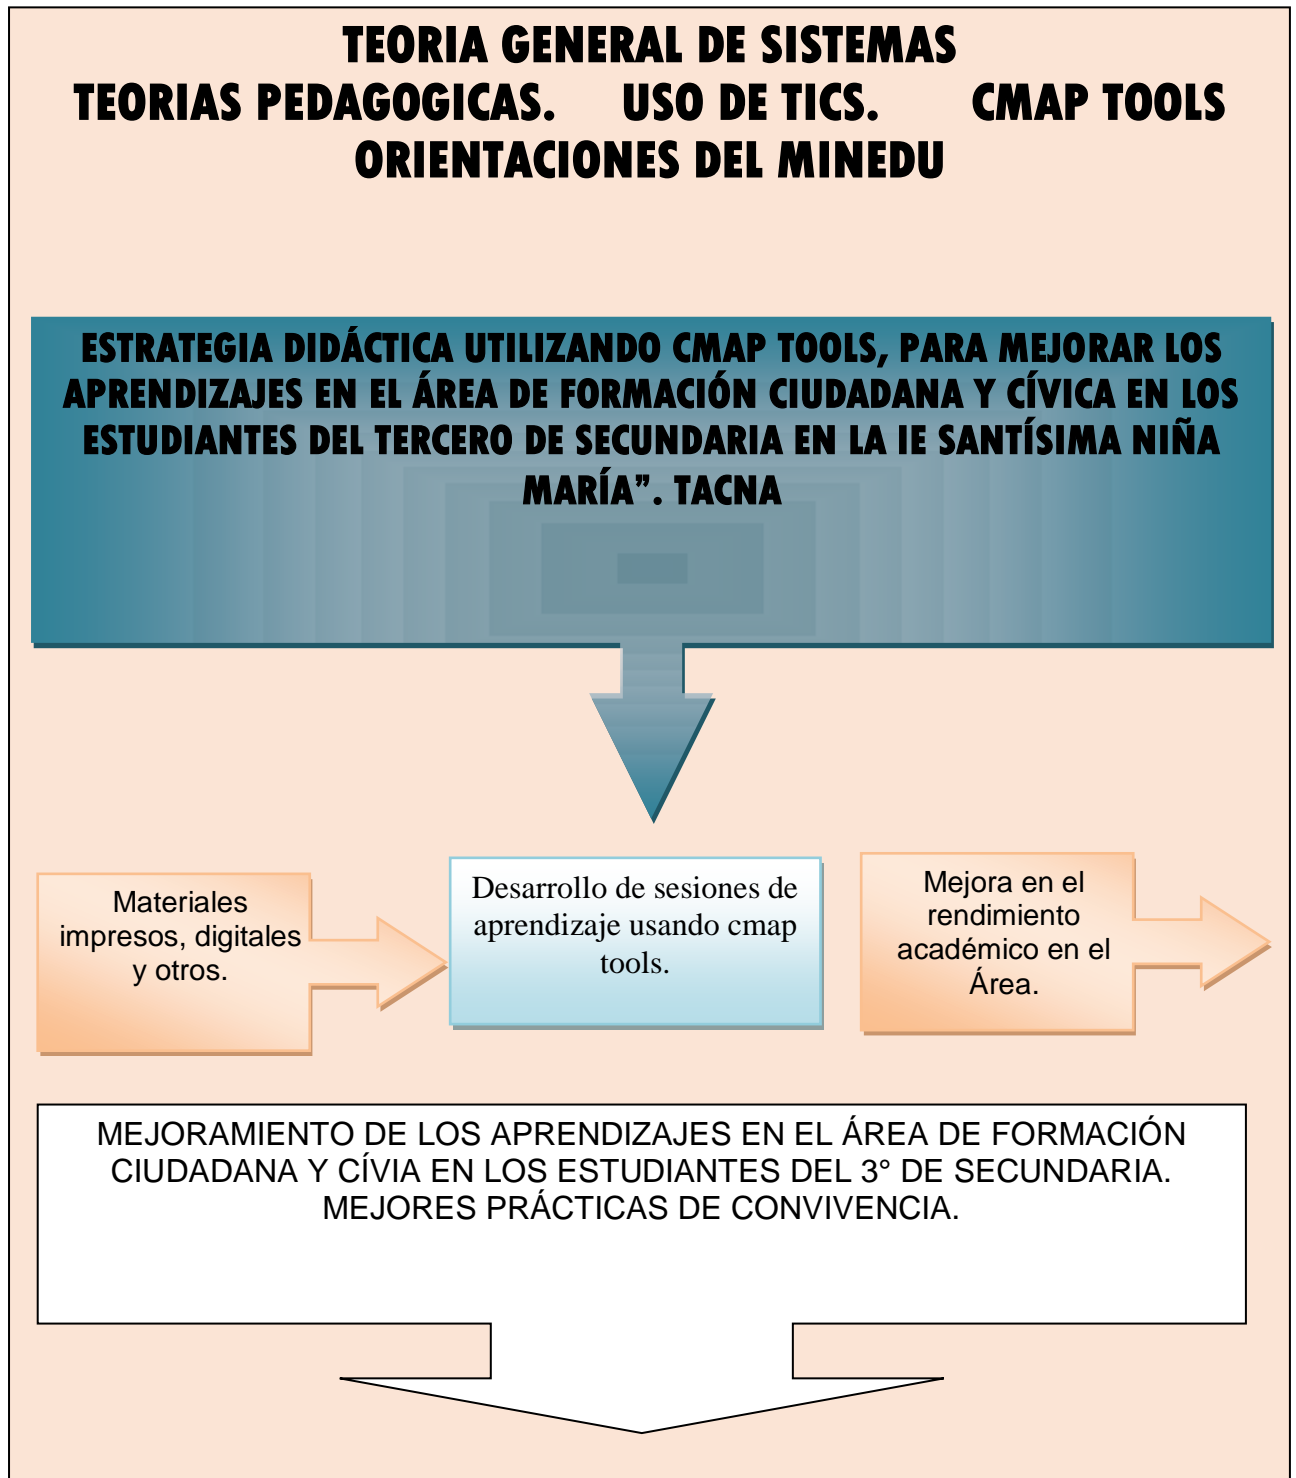 TEORIA GENERAL DE SISTEMAS
TEORIAS PEDAGOGICAS. USO DE TICS. CMAP TOOLS
ORIENTACIONES DEL MINEDU
ESTRATEGIA DIDÁCTICA UTILIZANDO CMAP TOOLS, PARA MEJORAR LOS
APRENDIZAJES EN EL ÁREA DE FORMACIÓN CIUDADANA Y CÍVICA EN LOS
ESTUDIANTES DEL TERCERO DE SECUNDARIA EN LA IE SANTÍSIMA NIÑA
MARÍA”. TACNA
Materiales
impresos, digitales
y otros.
Desarrollo de sesiones de
aprendizaje usando cmap
tools.
Mejora en el
rendimiento
académico en el
Área.
MEJORAMIENTO DE LOS APRENDIZAJES EN EL ÁREA DE FORMACIÓN
CIUDADANA Y CÍVIA EN LOS ESTUDIANTES DEL 3° DE SECUNDARIA.
MEJORES PRÁCTICAS DE CONVIVENCIA.